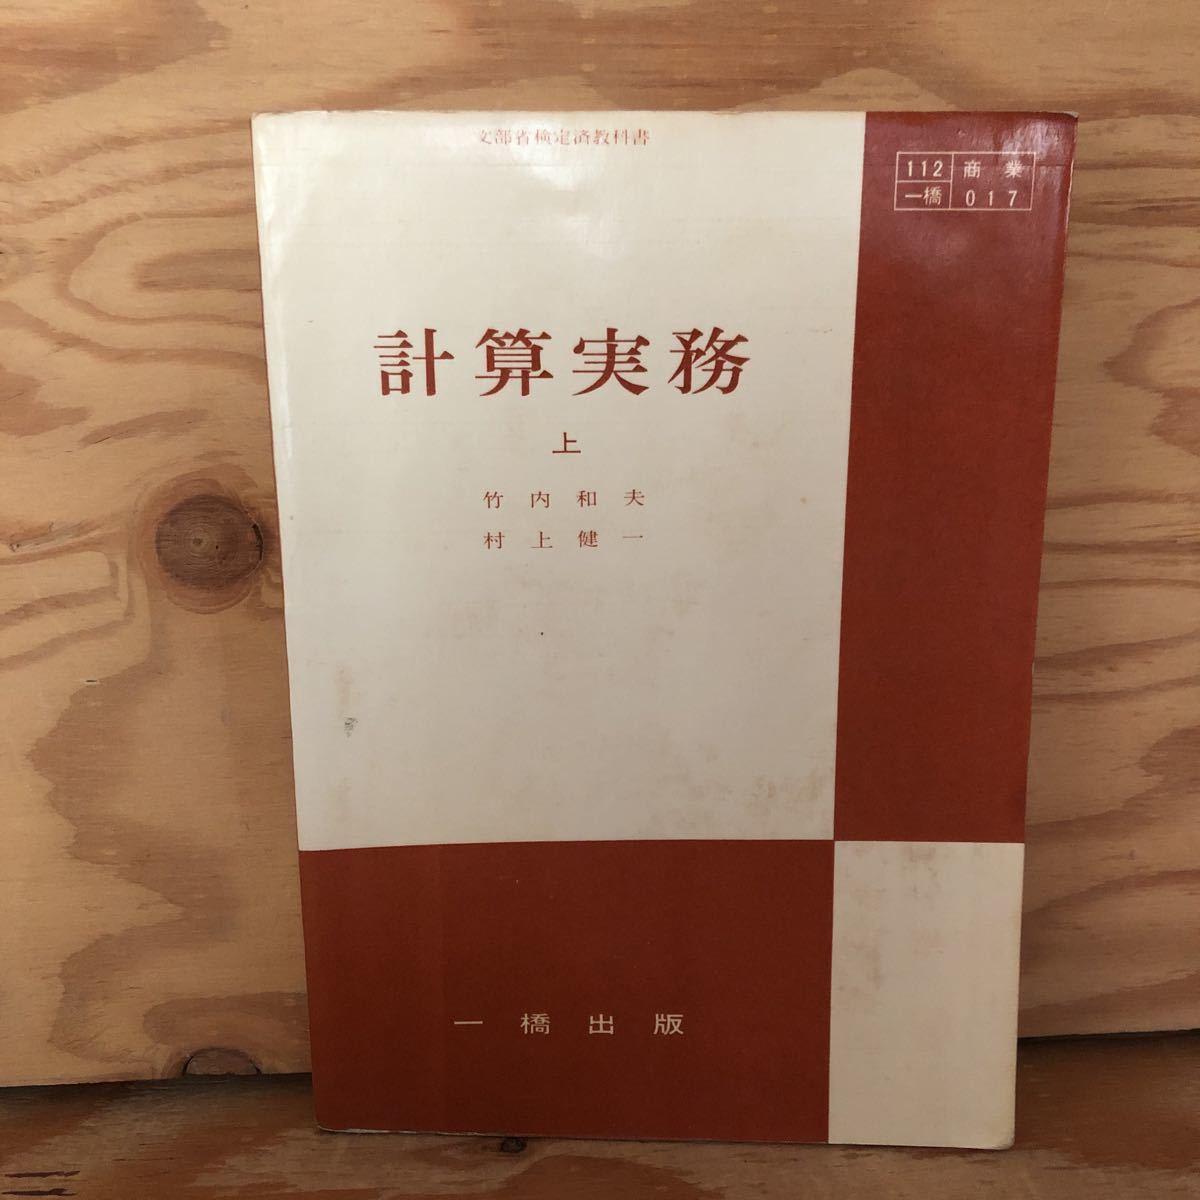 文部省検定済教科書
112 商業
一橋 017
計算実務
上
竹内和夫
村上健一
一橋出版